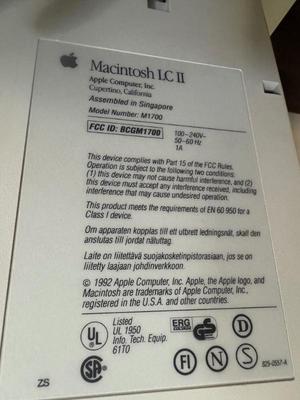 Macintosh LC II
Apple Computer, Inc.
Cupertino, California
Assembled in Singapore
Model Number: M1700
FCC ID: BCGM1700
100-240V~
50-60 Hz
1A
This device complies with Part 15 of the FCC Rules.
Operation is subject to the following two conditions:
(1) this device may not cause harmful interference, and (2)
this device must accept any interference received, including
interference that may cause undesired operation.
This product meets the requirements of EN 60 950 for a
Class I device.
Om apparaten kopplas till ett utbrett ledningsnät, skall den
anslutas till jordat nätuttag.
Laite on liitettävä suojakosketinpistorasiaan, jos se on
liitetty laajaan johdinverkkoon.
© 1992 Apple Computer, Inc. Apple, the Apple logo, and
Macintosh are trademarks of Apple Computer, Inc.,
registered in the U.S.A. and other countries.
UL
Listed
UL 1950
Info. Tech. Equip.
61T0
ERG
GS
D
SA
FI
N
S
825-0557-A
ZS